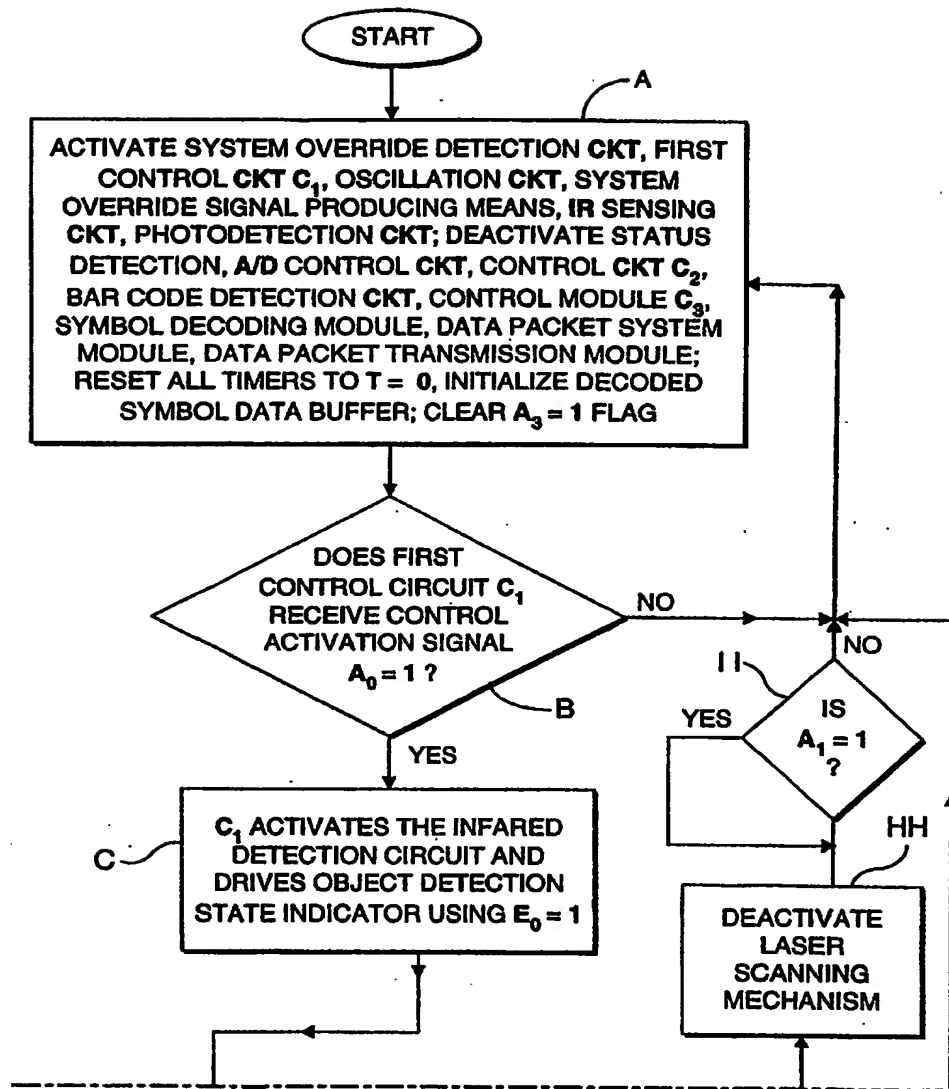 START
A
ACTIVATE SYSTEM OVERRIDE DETECTION CKT, FIRST
CONTROL CKT C₁, OSCILLATION CKT, SYSTEM
OVERRIDE SIGNAL PRODUCING MEANS, IR SENSING
CKT, PHOTODETECTION CKT; DEACTIVATE STATUS
DETECTION, A/D CONTROL CKT, CONTROL CKT C₂,
BAR CODE DETECTION CKT, CONTROL MODULE C₃,
SYMBOL DECODING MODULE, DATA PACKET SYSTEM
MODULE, DATA PACKET TRANSMISSION MODULE;
RESET ALL TIMERS TO T = 0, INITIALIZE DECODED
SYMBOL DATA BUFFER; CLEAR A₃ = 1 FLAG
DOES FIRST
CONTROL CIRCUIT C₁
RECEIVE CONTROL
ACTIVATION SIGNAL
A₀ = 1 ?
NO
B
YES
NO
II
YES
IS
A₁ = 1
?
C
C₁ ACTIVATES THE INFARED
DETECTION CIRCUIT AND
DRIVES OBJECT DETECTION
STATE INDICATOR USING E₀ = 1
HH
DEACTIVATE
LASER
SCANNING
MECHANISM